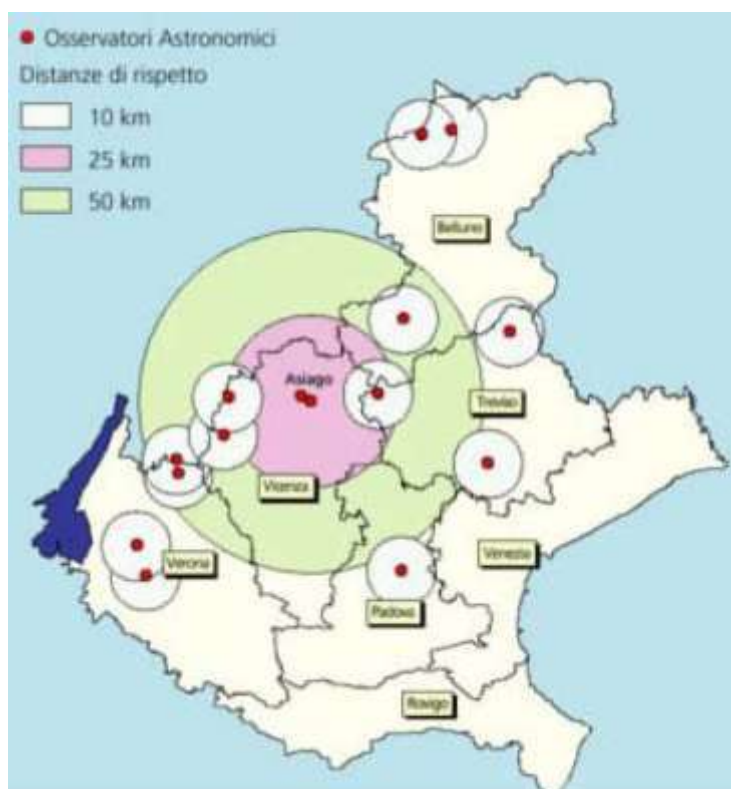 Osservatori Astronomici
Distanze di rispetto
10 km
25 km
50 km
Belluno
Asiago
Treviso
Vicenza
Verona
Venezia
Padova
Rovigo